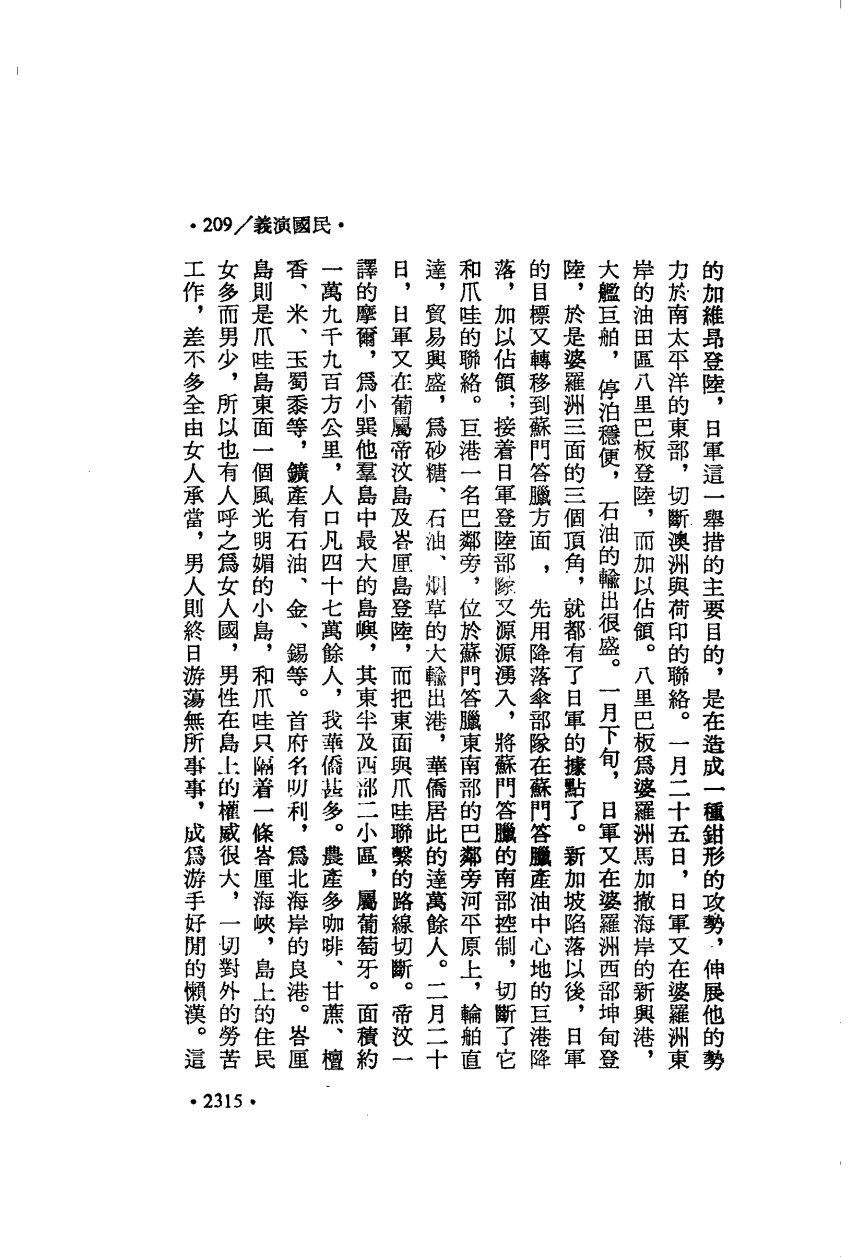 •209／義演國民•
的加維昂登陸，日軍這一舉措的主要目的，是在造成一種鉗形的攻勢，伸展他的勢
力於南太平洋的東部，切斷澳洲與荷印的聯絡。一月二十五日，日軍又在婆羅洲東
岸的油田區八里巴板登陸，而加以佔領。八里巴板爲婆羅洲馬加撒海岸的新興港，
大艦巨舶，停泊穩便，石油的輸出很盛。一月下旬，日軍又在婆羅洲西部坤甸登
陸，於是婆羅洲三面的三個頂角，就都有了日軍的據點了。新加坡陷落以後，日軍
的目標又轉移到蘇門答臘方面，先用降落傘部隊在蘇門答臘產油中心地的巨港降
落，加以佔領；接着日軍登陸部隊又源源湧入，將蘇門答臘的南部控制，切斷了它
和爪哇的聯絡。巨港一名巴鄰旁，位於蘇門答臘東南部的巴鄰旁河平原上，輪舶直
達，貿易興盛，爲砂糖、石油、烟草的大輸出港，華僑居此的達萬餘人。二月二十
日，日軍又在葡屬帝汶島及峇厘島登陸，而把東面與爪哇聯繫的路線切斷。帝汶一
譯的摩爾，爲小巽他羣島中最大的島嶼，其東半及西部二小區，屬葡萄牙。面積約
一萬九千九百方公里，人口凡四十七萬餘人，我華僑甚多。農產多咖啡、甘蔗、檀
香、米、玉蜀黍等，鑛產有石油、金、錫等。首府名叻利，爲北海岸的良港。峇厘
島則是爪哇島東面一個風光明媚的小島，和爪哇只隔着一條峇厘海峽，島上的住民
女多而男少，所以也有人呼之爲女人國，男性在島上的權威很大，一切對外的勞苦
工作，差不多全由女人承當，男人則終日游蕩無所事事，成爲游手好閒的懶漢。這
•2315•